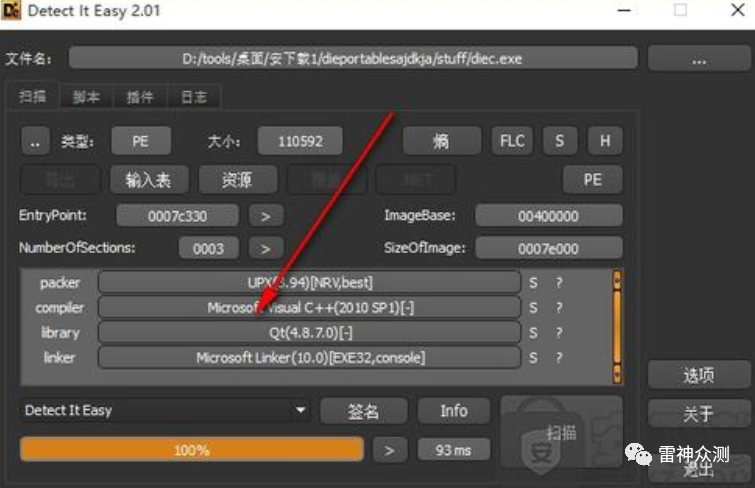 Detect It Easy 2.01
文件名: D:/tools/桌面/安下载1/dieportablesajdkja/stuff/diec.exe ...
扫描 脚本 插件 日志
.. 类型: PE 大小: 110592 熵 FLC S H
导出 输入表 资源 .NET PE
EntryPoint: 0007c330 > ImageBase: 00400000
NumberOfSections: 0003 > SizeOfImage: 0007e000
packer UPX(3.94)[NRV,best] S ?
compiler Microsoft Visual C++(2010 SP1)[-] S ?
library Qt(4.8.7.0)[-] S ?
linker Microsoft Linker(10.0)[EXE32,console] S ?
选项
Detect It Easy 签名 Info 扫描 关于
100% > 93 ms 退出
雷神众测